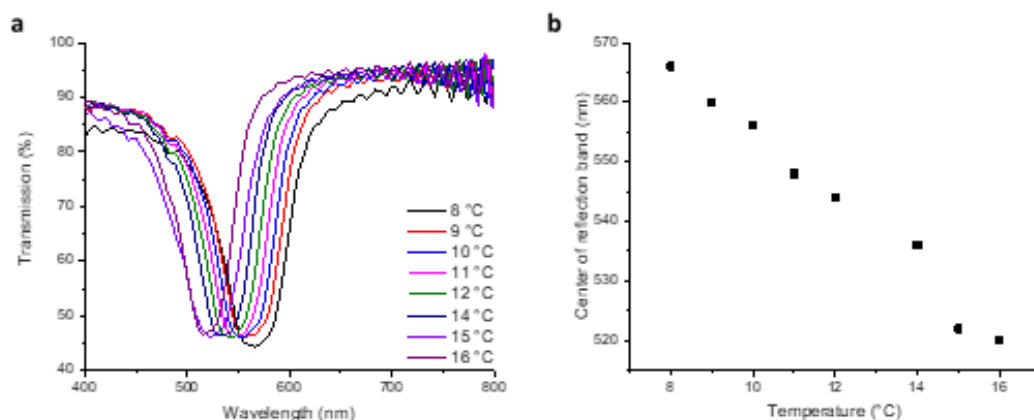 a
100
90
80
70
60
50
40
400
500
600
700
800
Transmission (%)
Wavelength (nm)
8 °C
9 °C
10 °C
11 °C
12 °C
14 °C
15 °C
16 °C
b
570
560
550
540
530
520
8
10
12
14
16
Center of reflection band (nm)
Temperature (°C)